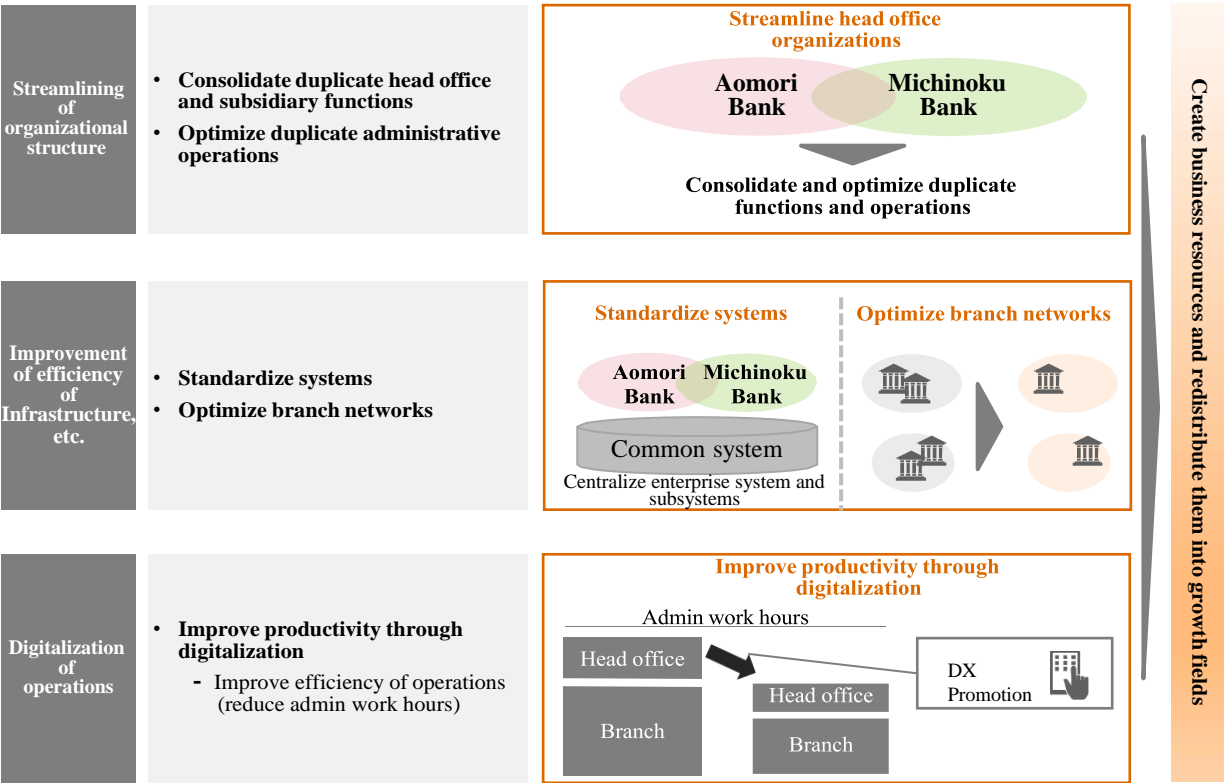 Streamlining
of
organizational
structure
• Consolidate duplicate head office
and subsidiary functions
• Optimize duplicate administrative
operations
Streamline head office
organizations
Aomori
Bank
Michinoku
Bank
Consolidate and optimize duplicate
functions and operations
Improvement
of efficiency
of
Infrastructure,
etc.
• Standardize systems
• Optimize branch networks
Standardize systems
Aomori
Bank
Michinoku
Bank
Common system
Centralize enterprise system and
subsystems
Optimize branch networks
Digitalization
of
operations
• Improve productivity through
digitalization
- Improve efficiency of operations
(reduce admin work hours)
Improve productivity through
digitalization
Admin work hours
Head office
Branch
Head office
Branch
DX
Promotion
Create business resources and redistribute them into growth fields